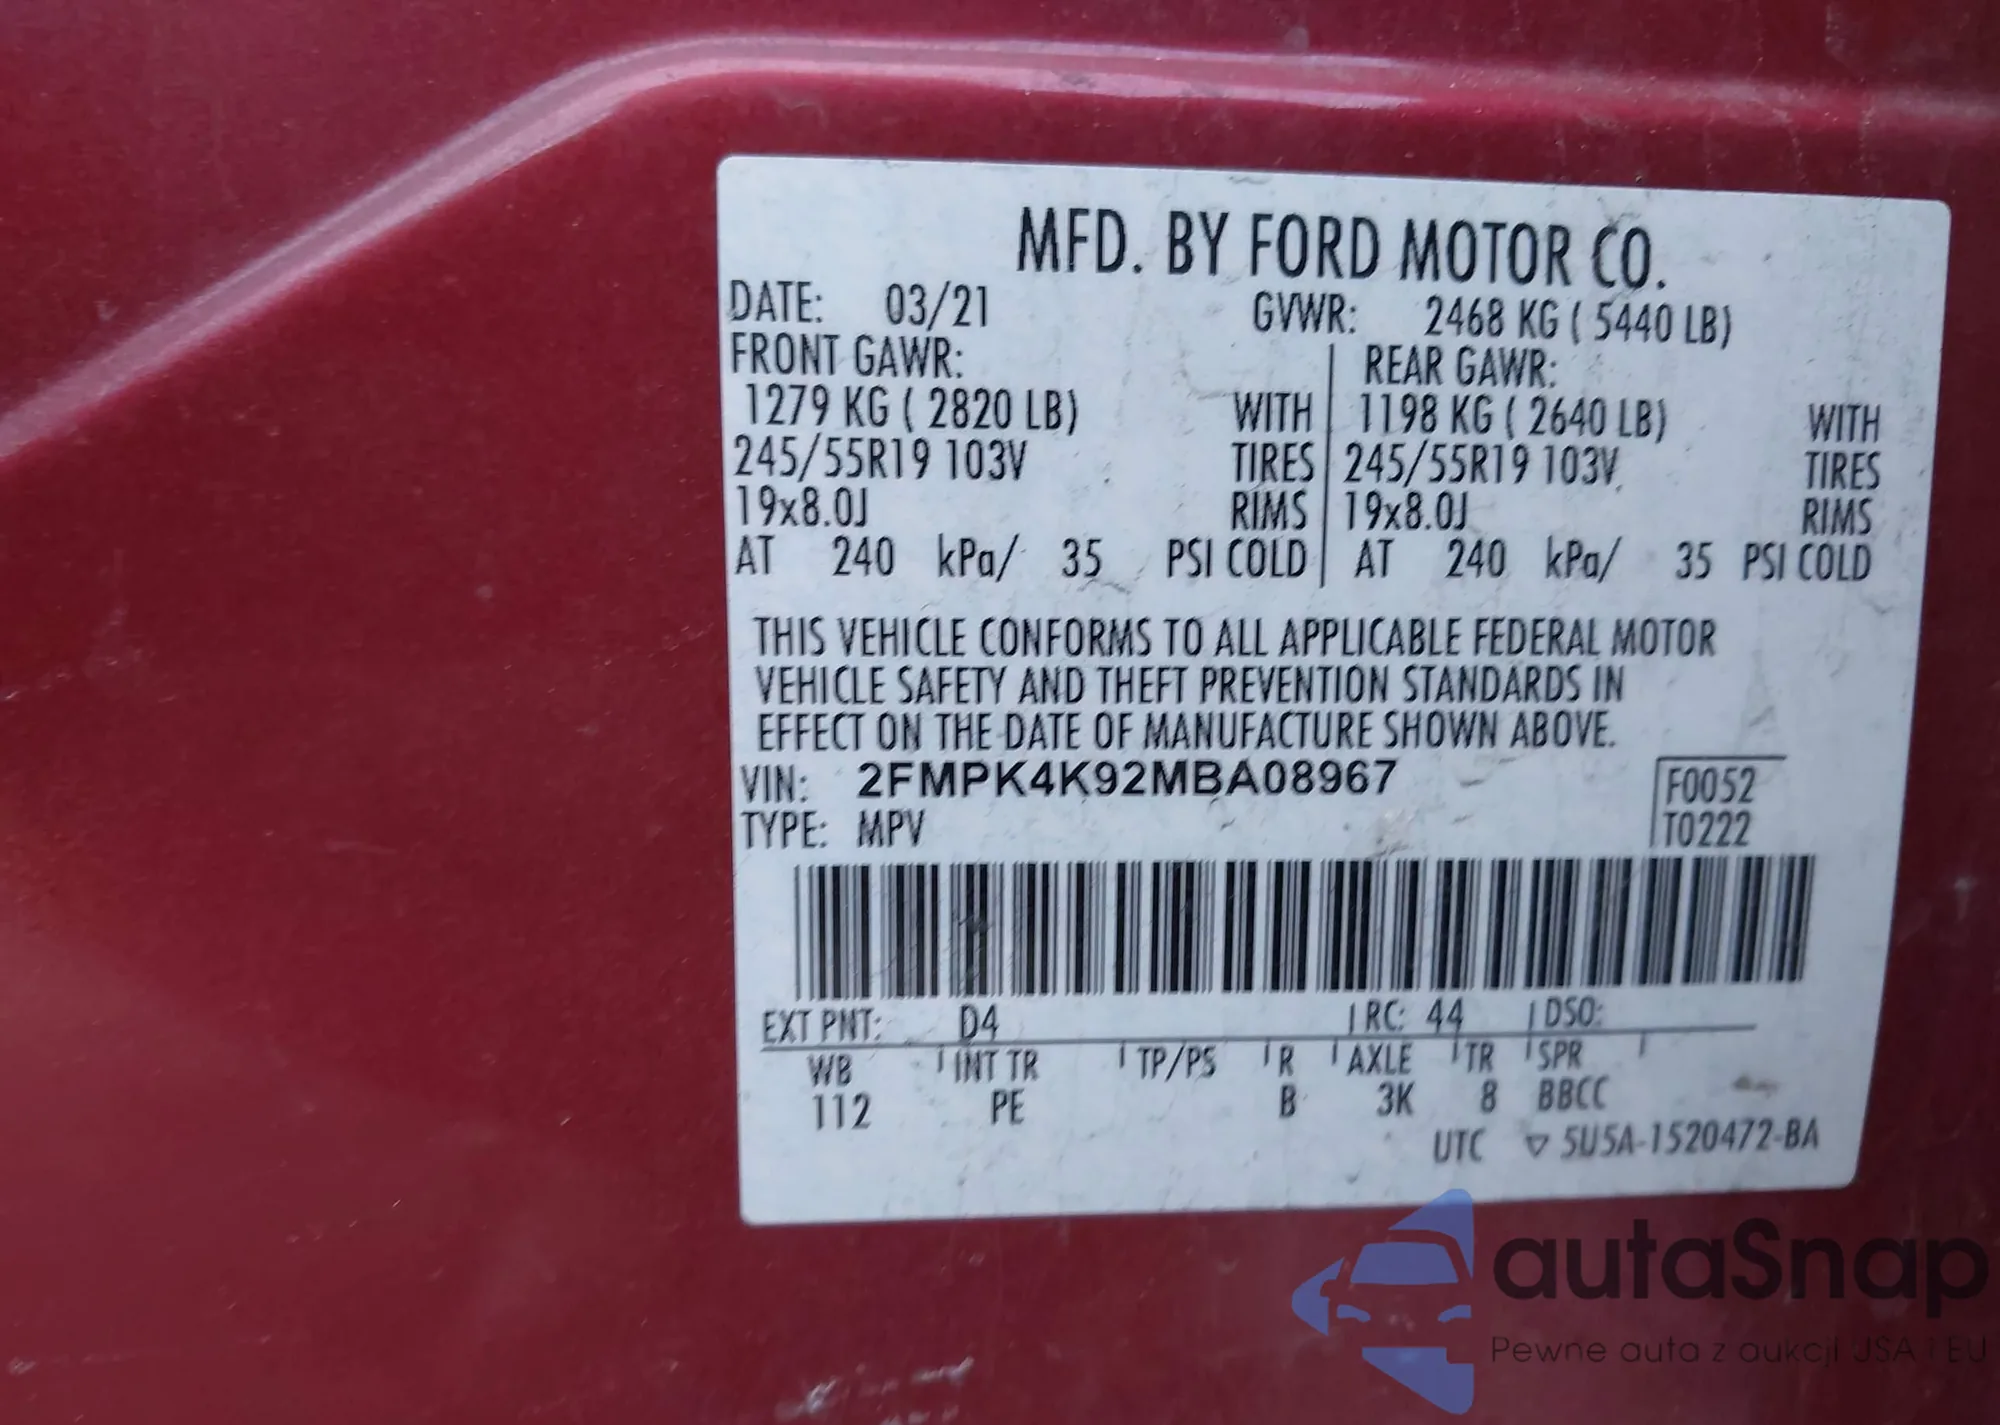 MFD. BY FORD MOTOR CO.
DATE: 03/21 GVWR: 2468 KG ( 5440 LB)
FRONT GAWR: REAR GAWR:
1279 KG ( 2820 LB) WITH 1198 KG ( 2640 LB) WITH
245/55R19 103V TIRES 245/55R19 103V TIRES
19x8.0J RIMS 19x8.0J RIMS
AT 240 kPa/ 35 PSI COLD AT 240 kPa/ 35 PSI COLD
THIS VEHICLE CONFORMS TO ALL APPLICABLE FEDERAL MOTOR
VEHICLE SAFETY AND THEFT PREVENTION STANDARDS IN
EFFECT ON THE DATE OF MANUFACTURE SHOWN ABOVE.
VIN: 2FMPK4K92MBA08967 F0052
TYPE: MPV T0222
EXT PNT: D4 RC: 44 DSO:
WB INT TR TP/PS R AXLE TR SPR
112 PE B 3K 8 BBCC
UTC ▽ 5U5A-1520472-BA
autaSnap
Pewne auta z aukcji USA i EU